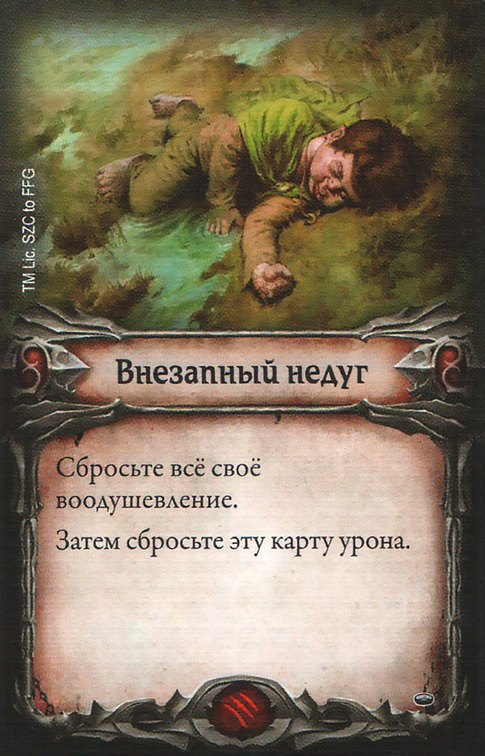 TM Lic. SZC to FFG
Внезапный недуг
Сбросьте всё своё
воодушевление.
Затем сбросьте эту карту урона.